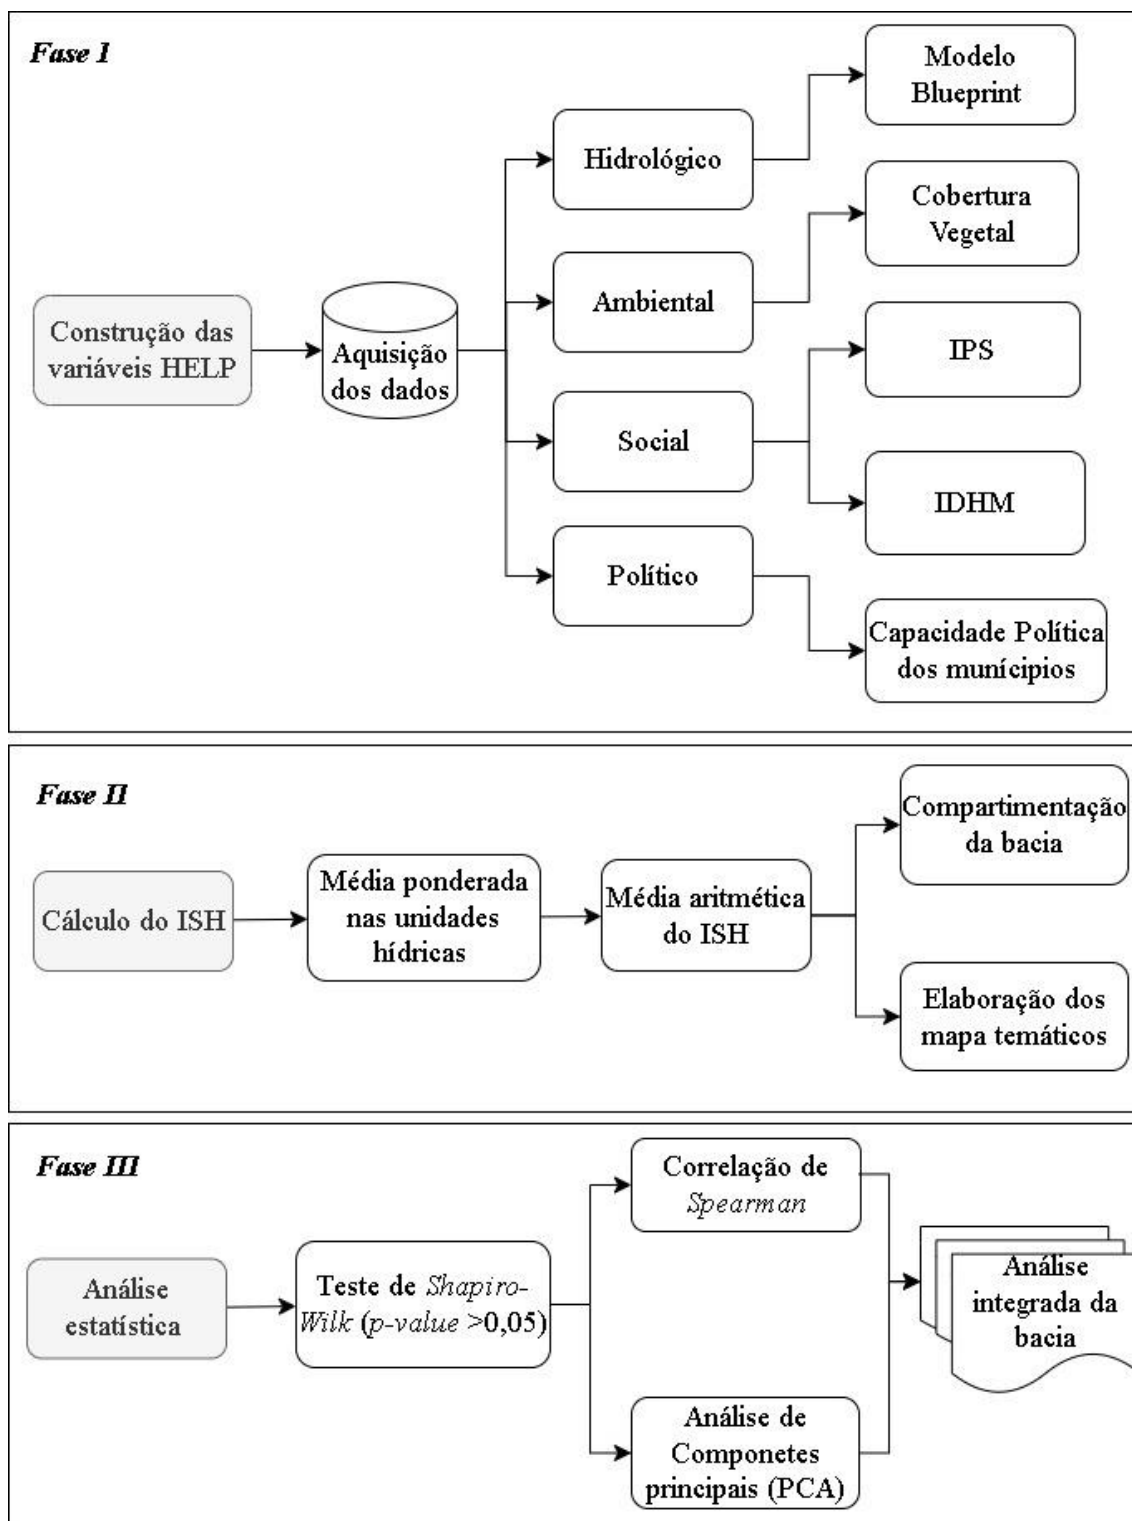 Fase I
Construção das
variáveis HELP
Aquisição
dos dados
Hidrológico
Ambiental
Social
Político
Modelo
Blueprint
Cobertura
Vegetal
IPS
IDHM
Capacidade Política
dos munícipios
Fase II
Cálculo do ISH
Média ponderada
nas unidades
hídricas
Média aritmética
do ISH
Compartimentação
da bacia
Elaboração dos
mapa temáticos
Fase III
Análise
estatística
Teste de Shapiro-
Wilk (p-value >0,05)
Correlação de
Spearman
Análise de
Componetes
principais (PCA)
Análise
integrada da
bacia